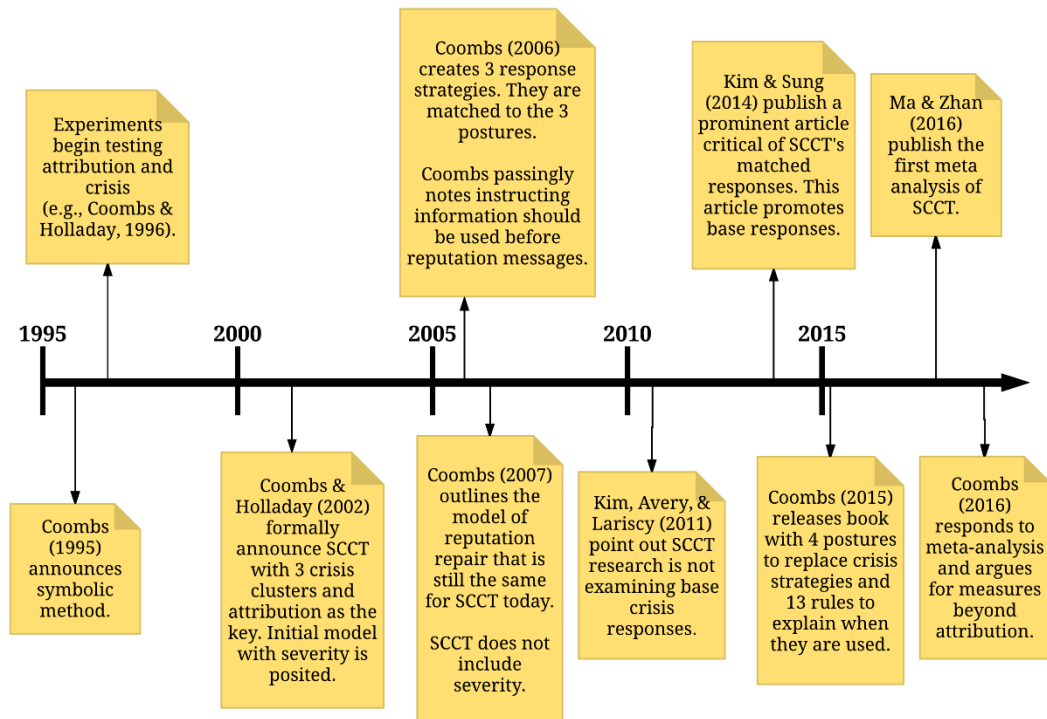 Experiments
begin testing
attribution and
crisis
(e.g., Coombs &
Holladay, 1996).
Coombs (2006)
creates 3 response
strategies. They are
matched to the 3
postures.
Coombs passingly
notes instructing
information should
be used before
reputation messages.
Kim & Sung
(2014) publish a
prominent article
critical of SCCT's
matched
responses. This
article promotes
base responses.
Ma & Zhan
(2016)
publish the
first meta
analysis of
SCCT.
1995
2000
2005
2010
2015
Coombs
(1995)
announces
symbolic
method.
Coombs &
Holladay (2002)
formally
announce SCCT
with 3 crisis
clusters and
attribution as the
key. Initial model
with severity is
posited.
Coombs (2007)
outlines the
model of
reputation
repair that is
still the same
for SCCT today.
SCCT does not
include
severity.
Kim, Avery, &
Lariscy (2011)
point out SCCT
research is not
examining base
crisis
responses.
Coombs (2015)
releases book
with 4 postures
to replace crisis
strategies and
13 rules to
explain when
they are used.
Coombs
(2016)
responds to
meta-analysis
and argues
for measures
beyond
attribution.